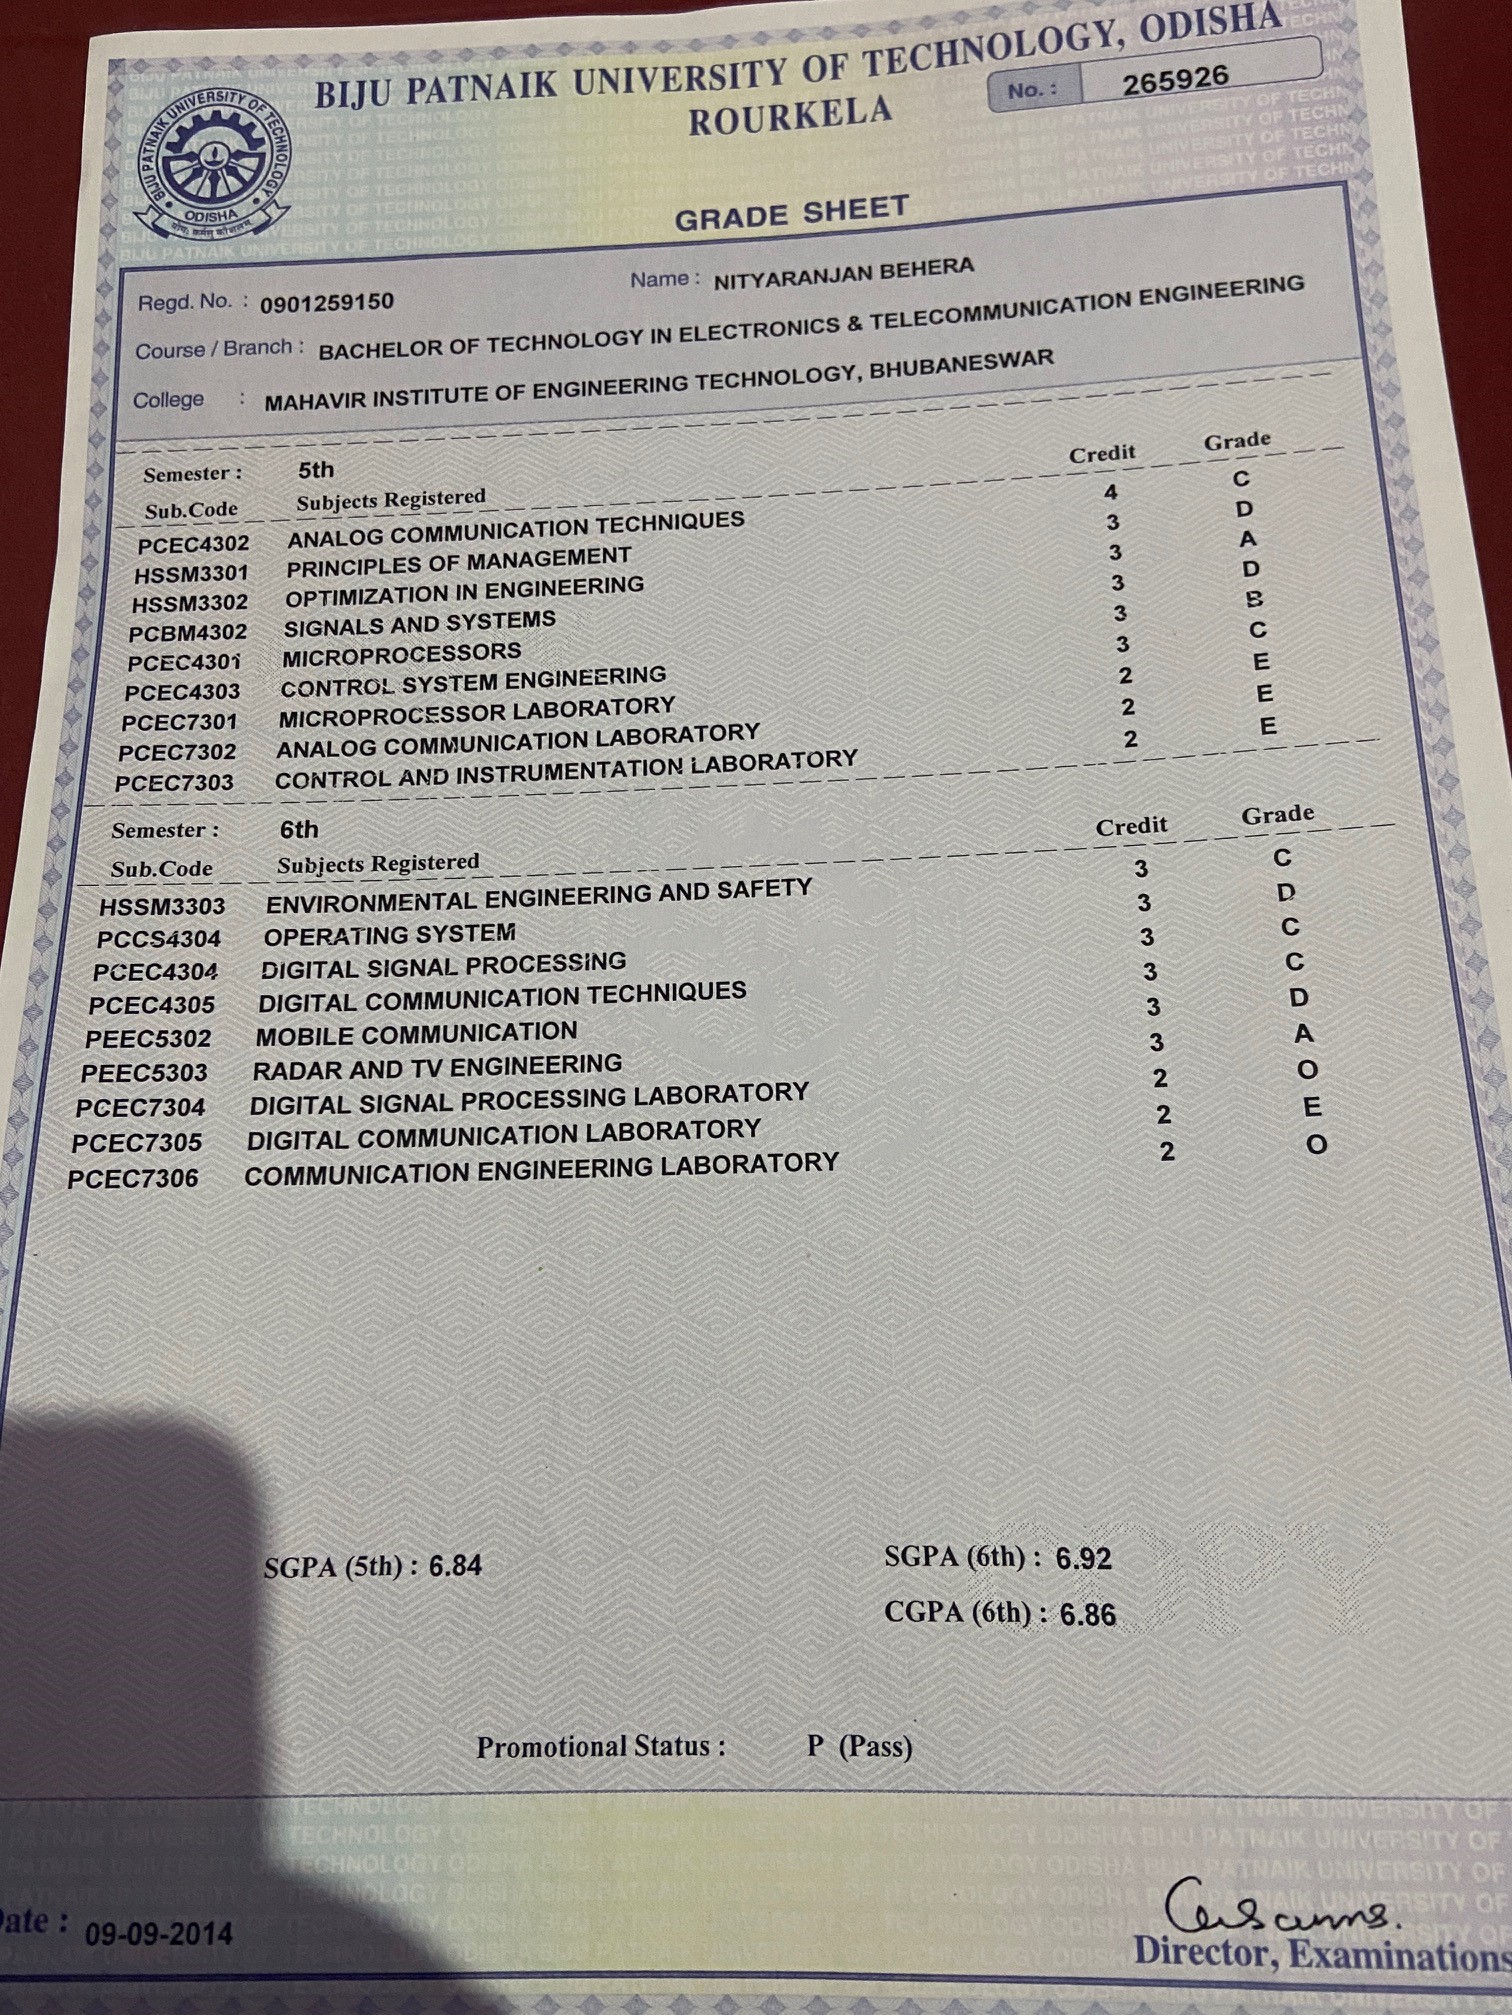 BIJU PATNAIK UNIVERSITY OF TECHNOLOGY, ODISHA
ROURKELA
No. : 265926
BIJU PATNAIK UNIVERSITY OF TECHNOLOGY
ODISHA
GRADE SHEET
Regd. No. : 0901259150 Name : NITYARANJAN BEHERA
Course / Branch : BACHELOR OF TECHNOLOGY IN ELECTRONICS & TELECOMMUNICATION ENGINEERING
College : MAHAVIR INSTITUTE OF ENGINEERING TECHNOLOGY, BHUBANESWAR
Semester : 5th
Sub.Code Subjects Registered Credit Grade
PCEC4302 ANALOG COMMUNICATION TECHNIQUES 4 C
HSSM3301 PRINCIPLES OF MANAGEMENT 3 D
HSSM3302 OPTIMIZATION IN ENGINEERING 3 A
PCBM4302 SIGNALS AND SYSTEMS 3 D
PCEC4301 MICROPROCESSORS 3 B
PCEC4303 CONTROL SYSTEM ENGINEERING 3 C
PCEC7301 MICROPROCESSOR LABORATORY 2 E
PCEC7302 ANALOG COMMUNICATION LABORATORY 2 E
PCEC7303 CONTROL AND INSTRUMENTATION LABORATORY 2 E
Semester : 6th
Sub.Code Subjects Registered Credit Grade
HSSM3303 ENVIRONMENTAL ENGINEERING AND SAFETY 3 C
PCCS4304 OPERATING SYSTEM 3 D
PCEC4304 DIGITAL SIGNAL PROCESSING 3 C
PCEC4305 DIGITAL COMMUNICATION TECHNIQUES 3 C
PEEC5302 MOBILE COMMUNICATION 3 D
PEEC5303 RADAR AND TV ENGINEERING 3 A
PCEC7304 DIGITAL SIGNAL PROCESSING LABORATORY 2 O
PCEC7305 DIGITAL COMMUNICATION LABORATORY 2 E
PCEC7306 COMMUNICATION ENGINEERING LABORATORY 2 O
SGPA (5th) : 6.84 SGPA (6th) : 6.92
CGPA (6th) : 6.86
COPY
Promotional Status : P (Pass)
ate : 09-09-2014
Director, Examinations